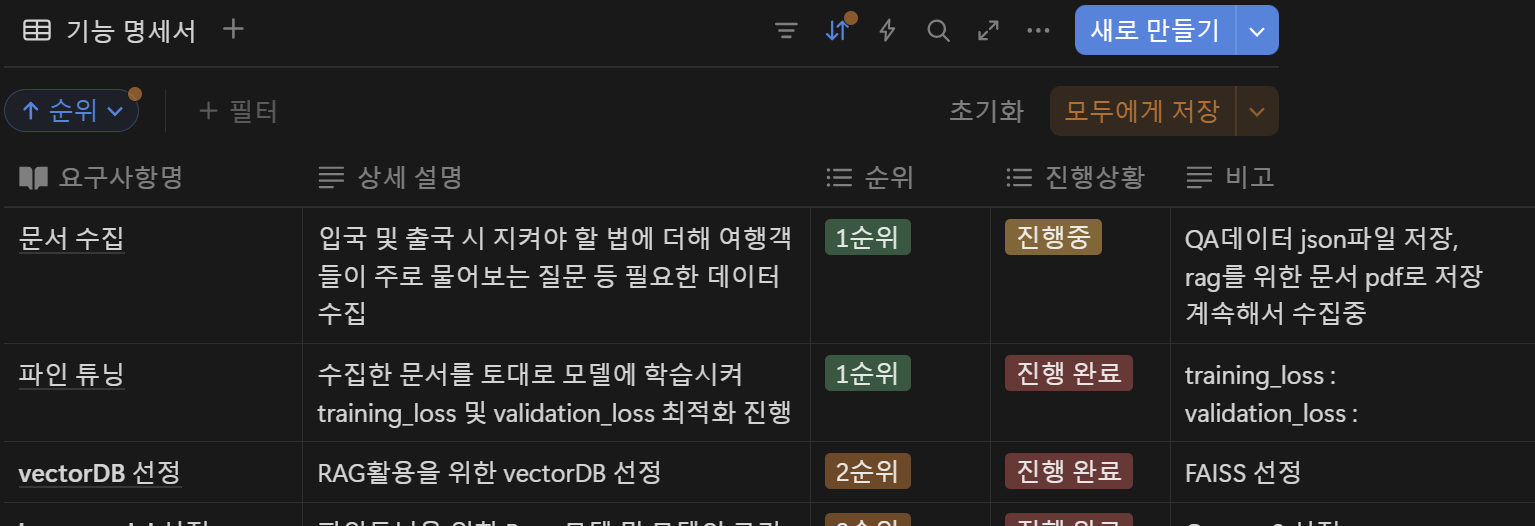 기능 명세서
새로 만들기
순위
필터
초기화
모두에게 저장
요구사항명
상세 설명
순위
진행상황
비고
문서 수집
입국 및 출국 시 지켜야 할 법에 더해 여행객
들이 주로 물어보는 질문 등 필요한 데이터
수집
1순위
진행중
QA데이터 json파일 저장,
rag를 위한 문서 pdf로 저장
계속해서 수집중
파인 튜닝
수집한 문서를 토대로 모델에 학습시켜
training_loss 및 validation_loss 최적화 진행
1순위
진행 완료
training_loss :
validation_loss :
vectorDB 선정
RAG활용을 위한 vectorDB 선정
2순위
진행 완료
FAISS 선정